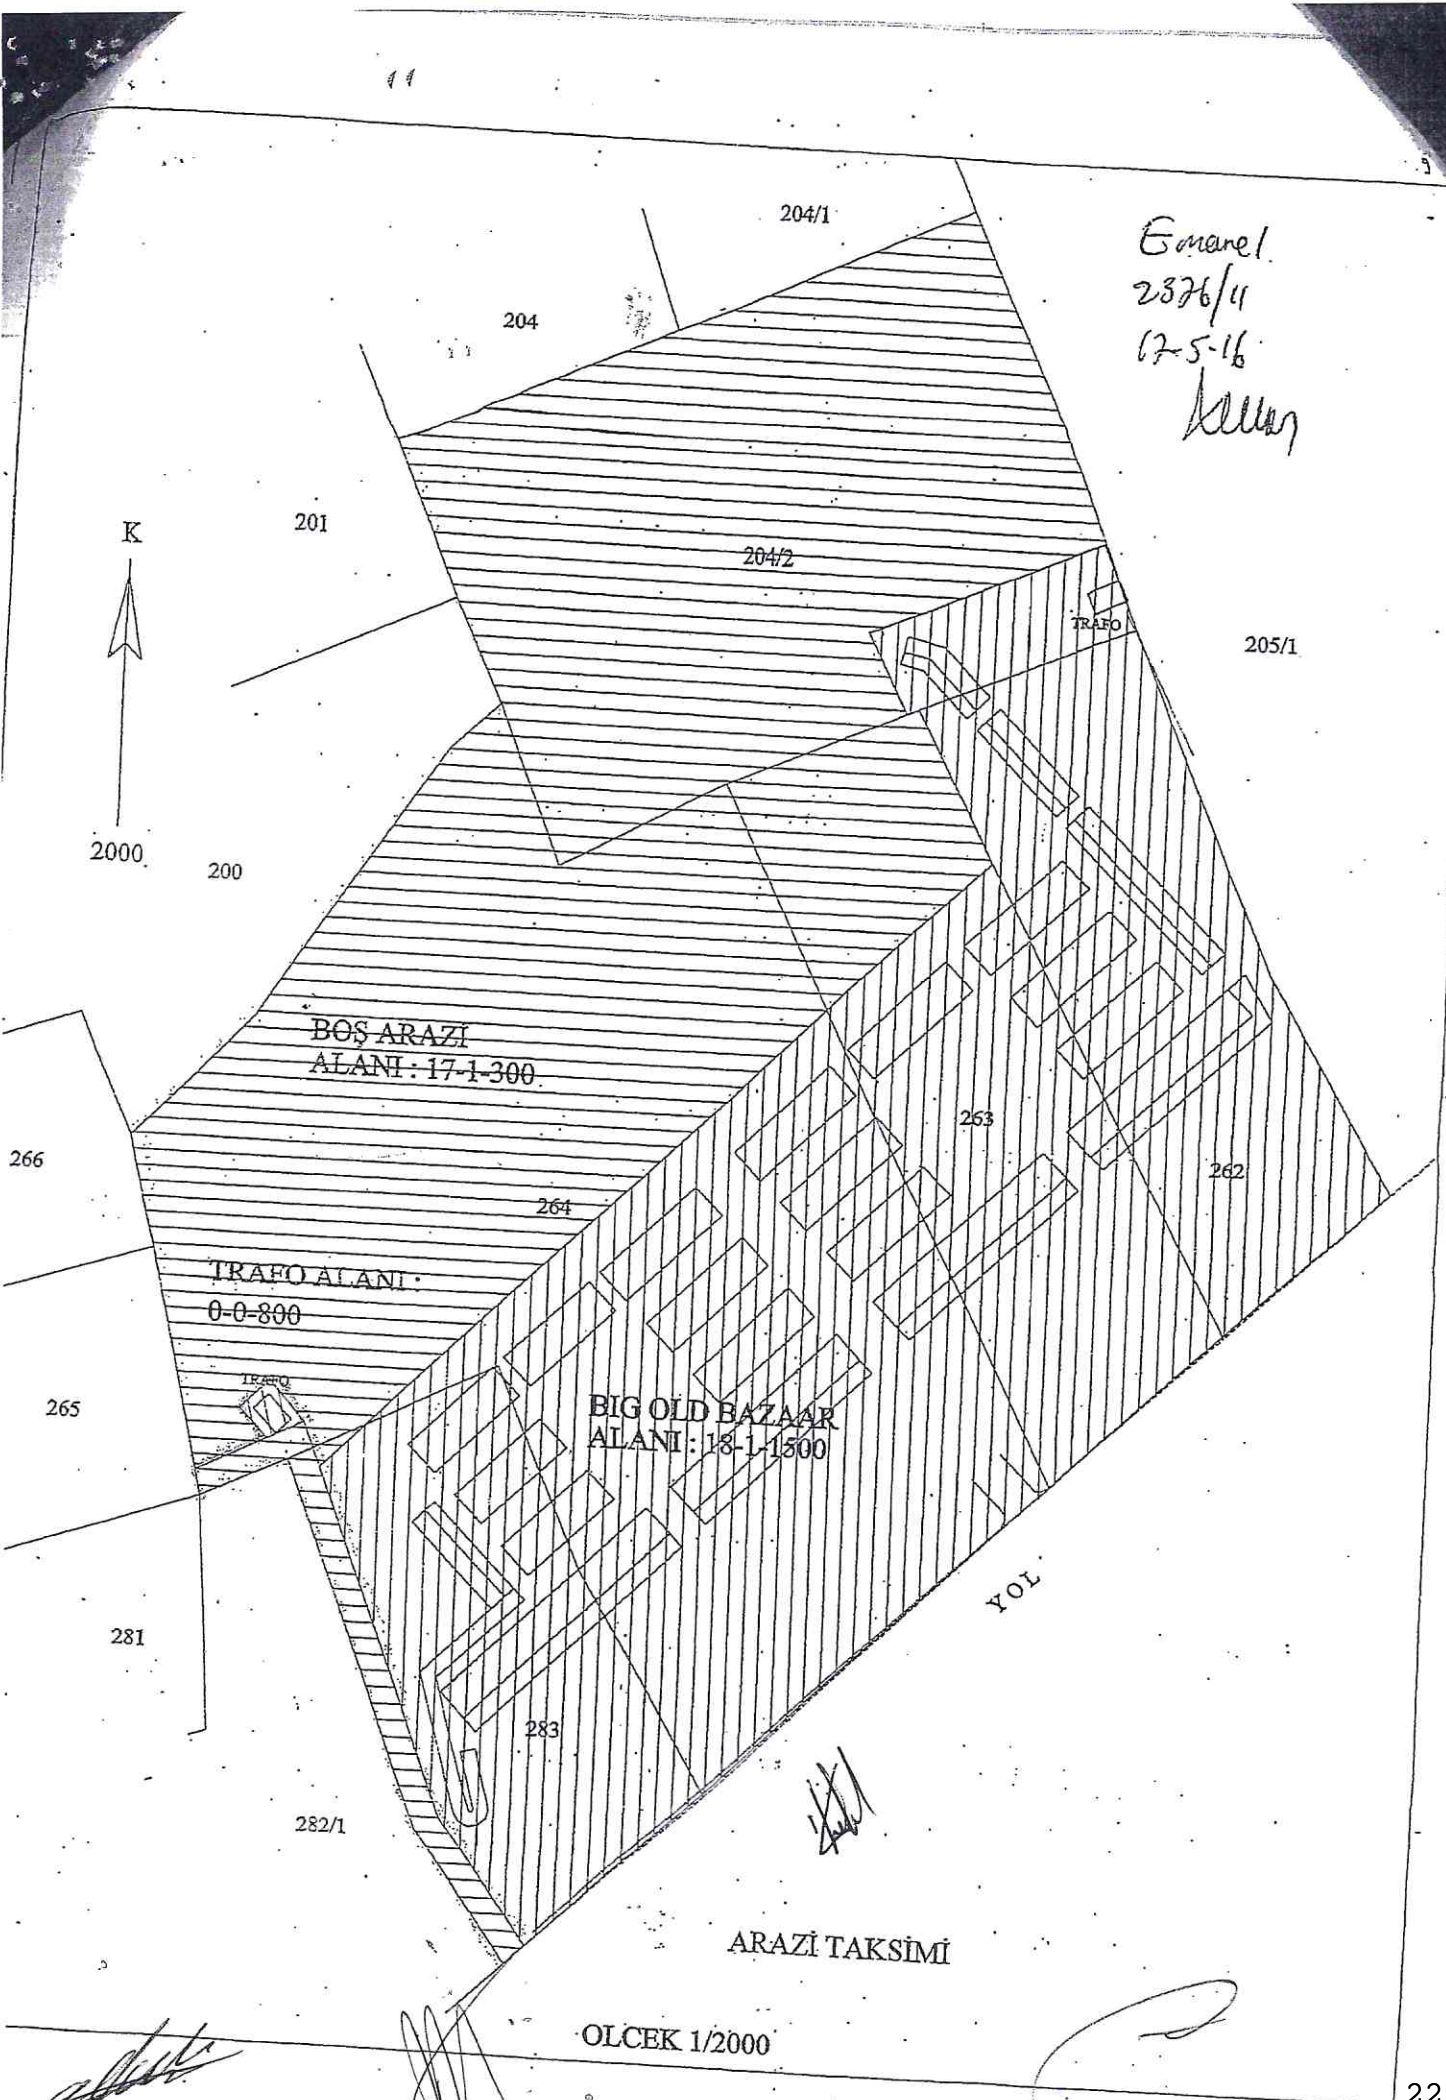 204/1
204
2376/11
17-5-16
201
K
204/2
TRAFO
205/1
2000
200
BOŞ ARAZİ
ALANI : 17-1-300
266
264
263
262
TRAFO ALANI :
0-0-800
TRAFO
265
BIG OLD BAZAAR
ALANI : 18-1-1500
YOL
281
283
282/1
ARAZİ TAKSİMİ
OLCEK 1/2000
22